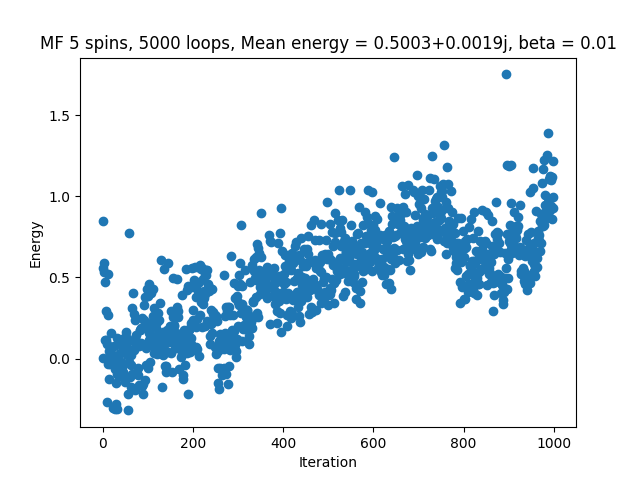 MF 5 spins, 5000 loops, Mean energy = 0.5003+0.0019j, beta = 0.01
1.5
1.0
0.5
0.0
Energy
0 200 400 600 800 1000
Iteration